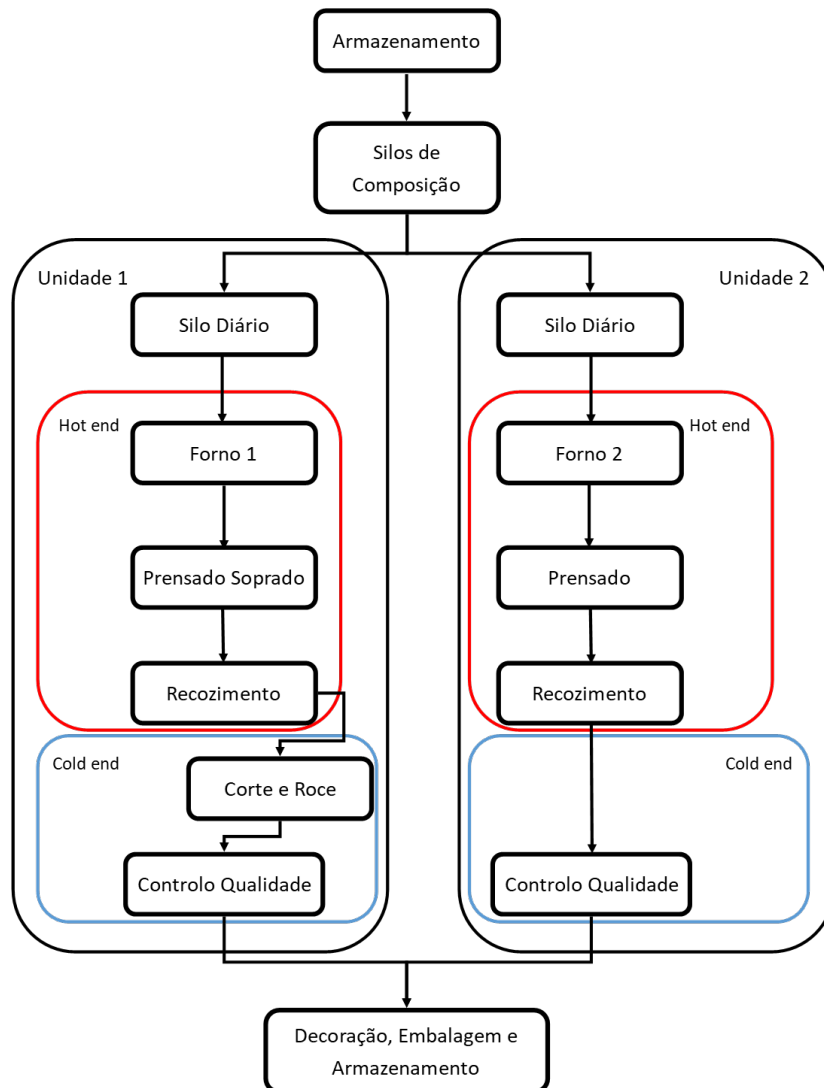 Armazenamento
Silos de
Composição
Unidade 1
Silo Diário
Hot end
Forno 1
Prensado Soprado
Recozimento
Cold end
Corte e Roce
Controlo Qualidade
Unidade 2
Silo Diário
Hot end
Forno 2
Prensado
Recozimento
Cold end
Controlo Qualidade
Decoração, Embalagem e
Armazenamento